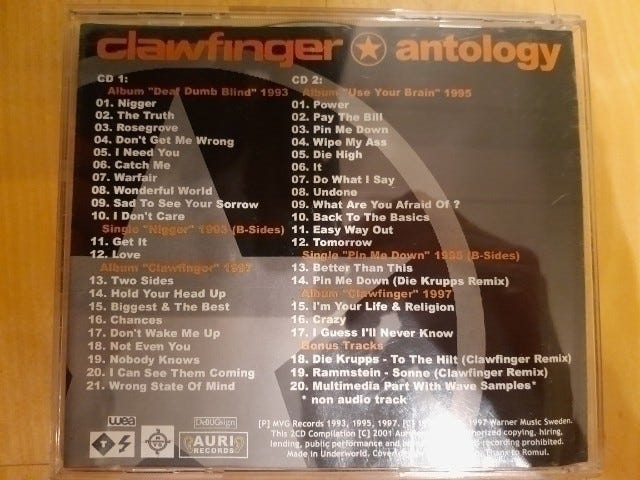 clawfinger antology
CD 1:
Album "Deaf Dumb Blind" 1993
01. Nigger
02. The Truth
03. Rosegrove
04. Don't Get Me Wrong
05. I Need You
06. Catch Me
07. Warfair
08. Wonderful World
09. Sad To See Your Sorrow
10. I Don't Care
Single "Nigger" 1993 (B-Sides)
11. Get It
12. Love
Album "Clawfinger" 1997
13. Two Sides
14. Hold Your Head Up
15. Biggest & The Best
16. Chances
17. Don't Wake Me Up
18. Not Even You
19. Nobody Knows
20. I Can See Them Coming
21. Wrong State Of Mind
CD 2:
Album "Use Your Brain" 1995
01. Power
02. Pay The Bill
03. Pin Me Down
04. Wipe My Ass
05. Die High
06. It
07. Do What I Say
08. Undone
09. What Are You Afraid Of ?
10. Back To The Basics
11. Easy Way Out
12. Tomorrow
Single "Pin Me Down" 1995 (B-Sides)
13. Better Than This
14. Pin Me Down (Die Krupps Remix)
Album "Clawfinger" 1997
15. I'm Your Life & Religion
16. Crazy
17. I Guess I'll Never Know
Bonus Tracks
18. Die Krupps - To The Hilt (Clawfinger Remix)
19. Rammstein - Sonne (Clawfinger Remix)
20. Multimedia Part With Wave Samples*
* non audio track
wea
DeBUGsign
AURI
RECORDS
[P] MVG Records 1993, 1995, 1997. [C] 1997 Warner Music Sweden.
This 2CD Compilation [C] 2001 copying, hiring,
lending, public performance and recording prohibited.
Made in Underworld. Thanx to Romul.